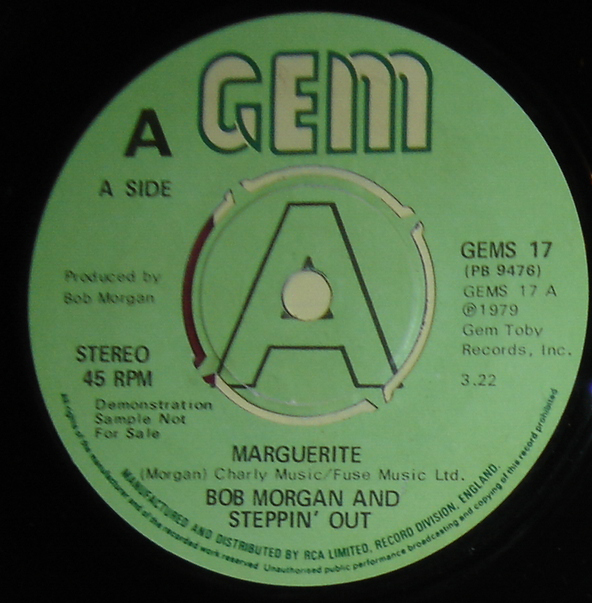 GEM
A
A SIDE
A
Produced by
Bob Morgan
GEMS 17
(PB 9476)
GEMS 17 A
℗1979
Gem Toby
Records, Inc.
STEREO
45 RPM
3.22
Demonstration
Sample Not
For Sale
MARGUERITE
(Morgan) Charly Music/Fuse Music Ltd.
BOB MORGAN AND
STEPPIN' OUT
MANUFACTURED AND DISTRIBUTED BY RCA LIMITED, RECORD DIVISION, ENGLAND.
All rights of the manufacturer and of the recorded work reserved. Unauthorised public performance broadcasting and copying of this record prohibited